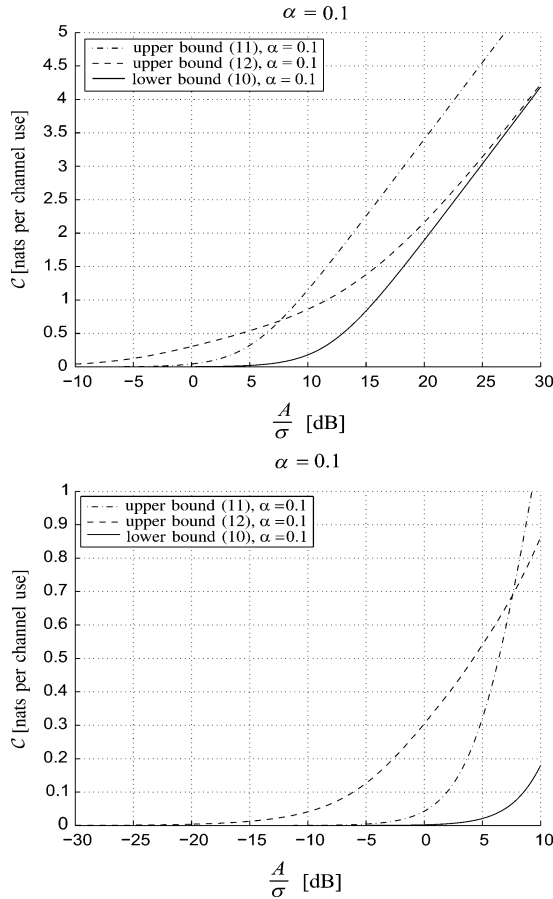 α = 0.1
5
4.5
4
3.5
3
2.5
2
1.5
1
0.5
0
C [nats per channel use]
upper bound (11), α = 0.1
upper bound (12), α = 0.1
lower bound (10), α = 0.1
−10 −5 0 5 10 15 20 25 30
A/σ [dB]
α = 0.1
1
0.9
0.8
0.7
0.6
0.5
0.4
0.3
0.2
0.1
0
C [nats per channel use]
upper bound (11), α =0.1
upper bound (12), α =0.1
lower bound (10), α =0.1
−30 −25 −20 −15 −10 −5 0 5 10
A/σ [dB]